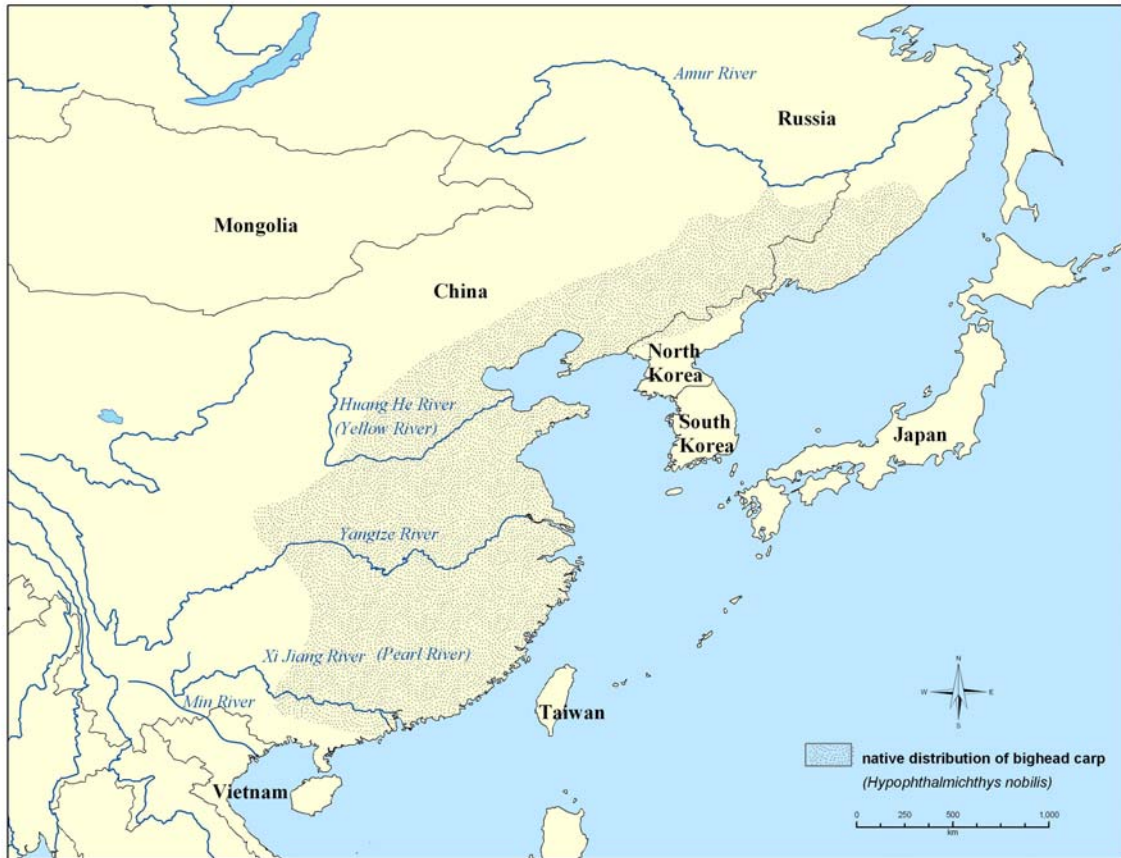 Amur River
Russia
Mongolia
China
North
Korea
Huang He River
(Yellow River)
South
Korea
Japan
Yangtze River
Xi Jiang River (Pearl River)
Min River
Taiwan
Vietnam
N
W E
S
native distribution of bighead carp
(Hypophthalmichthys nobilis)
0 250 500 1,000
km